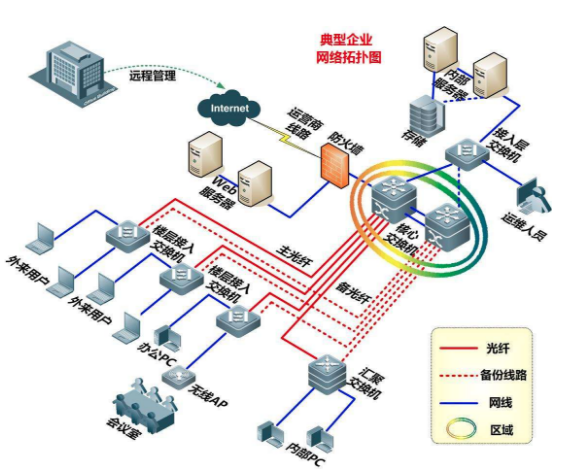 典型企业
网络拓扑图
远程管理
Internet
运营商
线路
防火墙
内部
服务器
存储
接入层
交换机
运维人员
Web
服务器
核心
交换机
主光纤
备光纤
楼层接入
交换机
楼层接入
交换机
外来用户
外来用户
办公PC
无线AP
会议室
汇聚
交换机
内部PC
光纤
备份线路
网线
区域